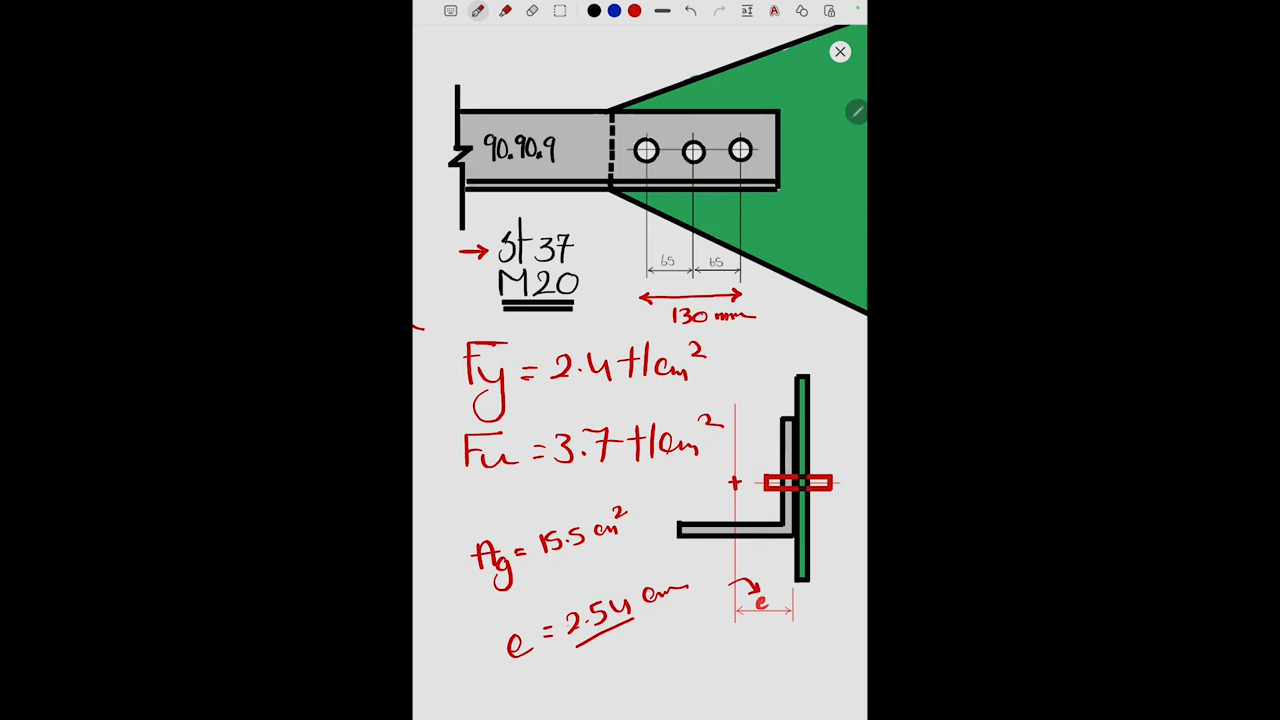 90.90.9
St 37
M20
65 65
130 mm
Fy = 2.4 t/cm²
Fu = 3.7 t/cm²
Ag = 15.5 cm²
e = 2.54 cm
e